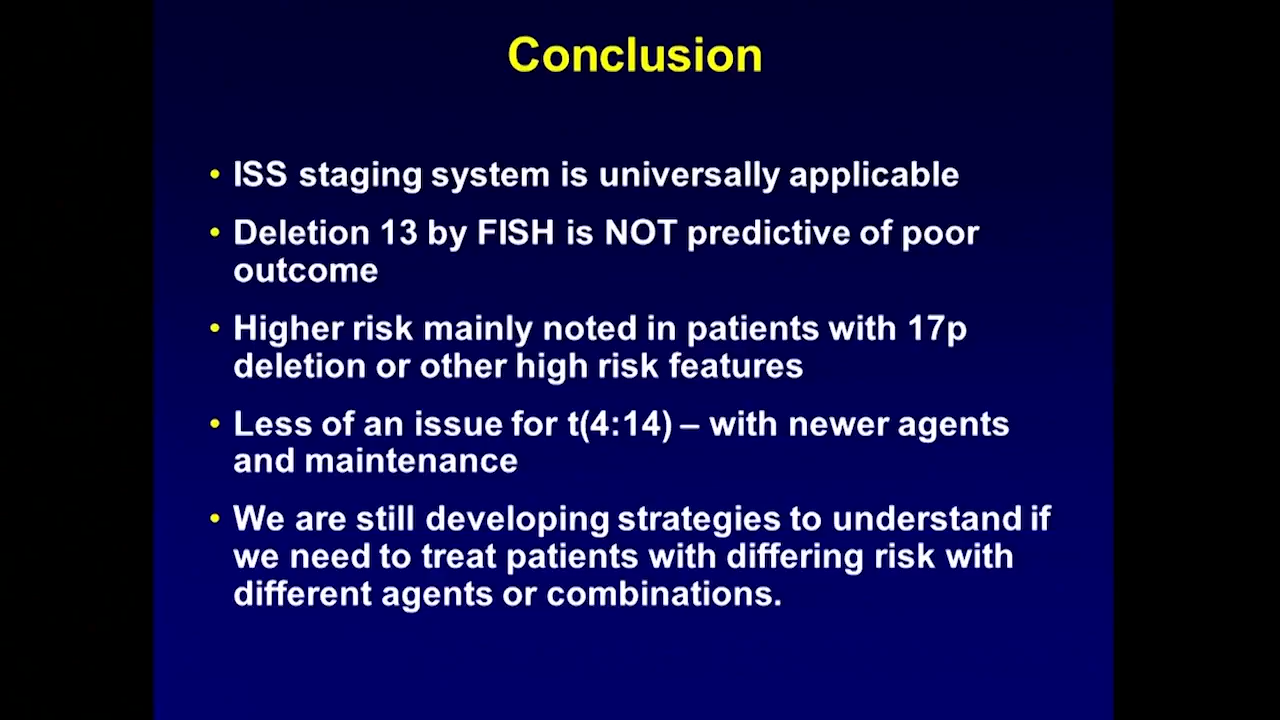 Conclusion
• ISS staging system is universally applicable
• Deletion 13 by FISH is NOT predictive of poor
outcome
• Higher risk mainly noted in patients with 17p
deletion or other high risk features
• Less of an issue for t(4:14) – with newer agents
and maintenance
• We are still developing strategies to understand if
we need to treat patients with differing risk with
different agents or combinations.